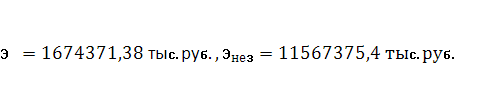 э = 1674371,38 тыс. руб. , э_нез = 11567375,4 тыс. руб.